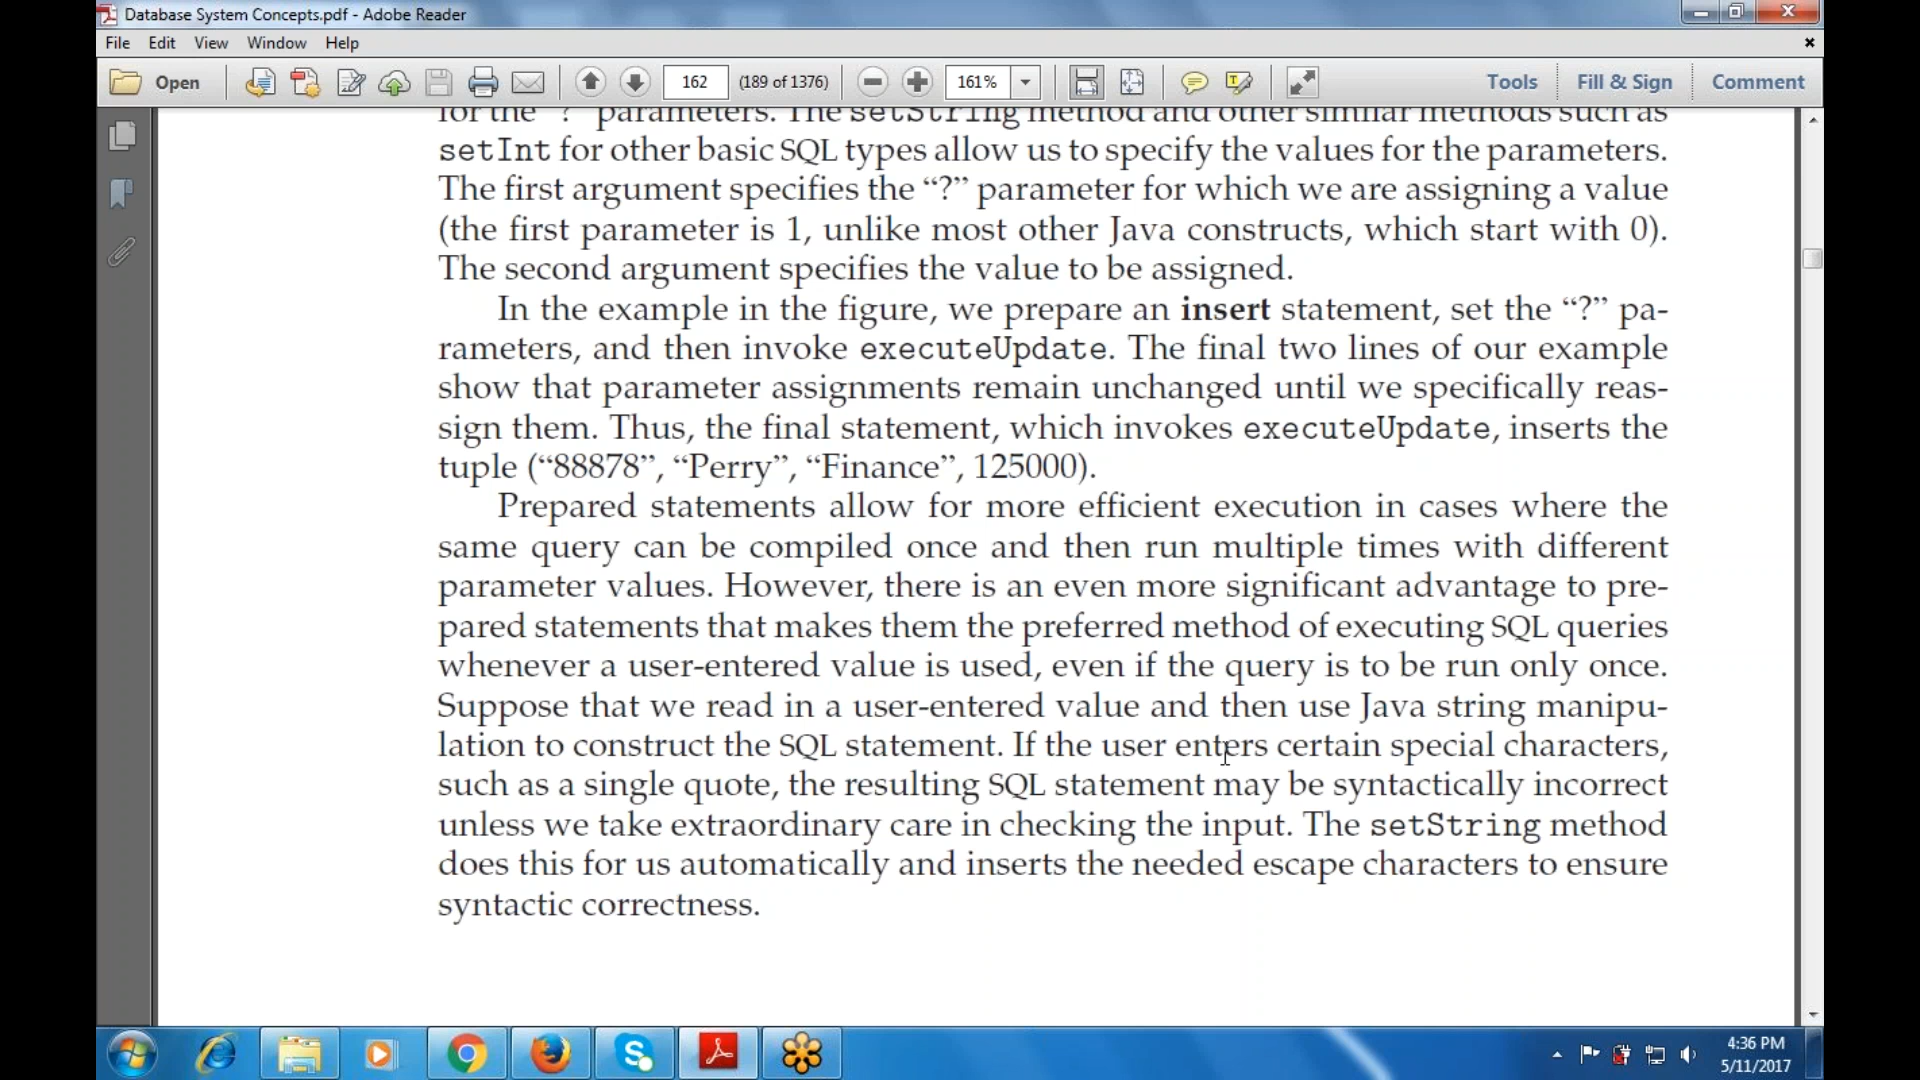 Database System Concepts.pdf - Adobe Reader
File Edit View Window Help
Open 162 (189 of 1376) 161% Tools Fill & Sign Comment
for the “?” parameters. The setString method and other similar methods such as
setInt for other basic SQL types allow us to specify the values for the parameters.
The first argument specifies the “?” parameter for which we are assigning a value
(the first parameter is 1, unlike most other Java constructs, which start with 0).
The second argument specifies the value to be assigned.
In the example in the figure, we prepare an insert statement, set the “?” pa-
rameters, and then invoke executeUpdate. The final two lines of our example
show that parameter assignments remain unchanged until we specifically reas-
sign them. Thus, the final statement, which invokes executeUpdate, inserts the
tuple (“88878”, “Perry”, “Finance”, 125000).
Prepared statements allow for more efficient execution in cases where the
same query can be compiled once and then run multiple times with different
parameter values. However, there is an even more significant advantage to pre-
pared statements that makes them the preferred method of executing SQL queries
whenever a user-entered value is used, even if the query is to be run only once.
Suppose that we read in a user-entered value and then use Java string manipu-
lation to construct the SQL statement. If the user enters certain special characters,
such as a single quote, the resulting SQL statement may be syntactically incorrect
unless we take extraordinary care in checking the input. The setString method
does this for us automatically and inserts the needed escape characters to ensure
syntactic correctness.
4:36 PM
5/11/2017